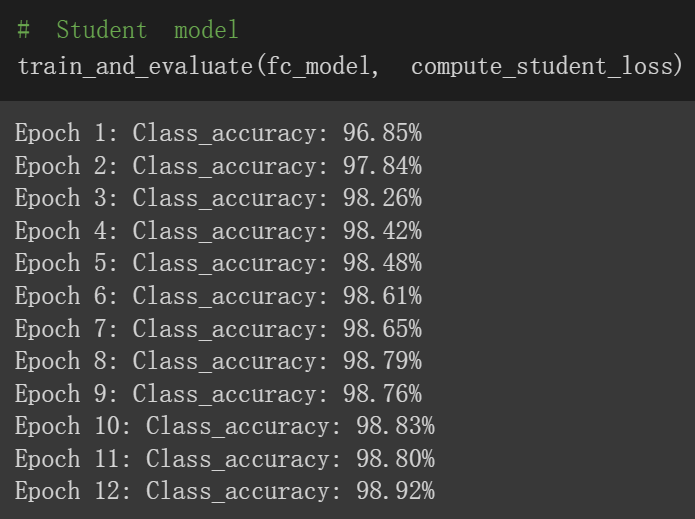 # Student model
train_and_evaluate(fc_model, compute_student_loss)
Epoch 1: Class_accuracy: 96.85%
Epoch 2: Class_accuracy: 97.84%
Epoch 3: Class_accuracy: 98.26%
Epoch 4: Class_accuracy: 98.42%
Epoch 5: Class_accuracy: 98.48%
Epoch 6: Class_accuracy: 98.61%
Epoch 7: Class_accuracy: 98.65%
Epoch 8: Class_accuracy: 98.79%
Epoch 9: Class_accuracy: 98.76%
Epoch 10: Class_accuracy: 98.83%
Epoch 11: Class_accuracy: 98.80%
Epoch 12: Class_accuracy: 98.92%